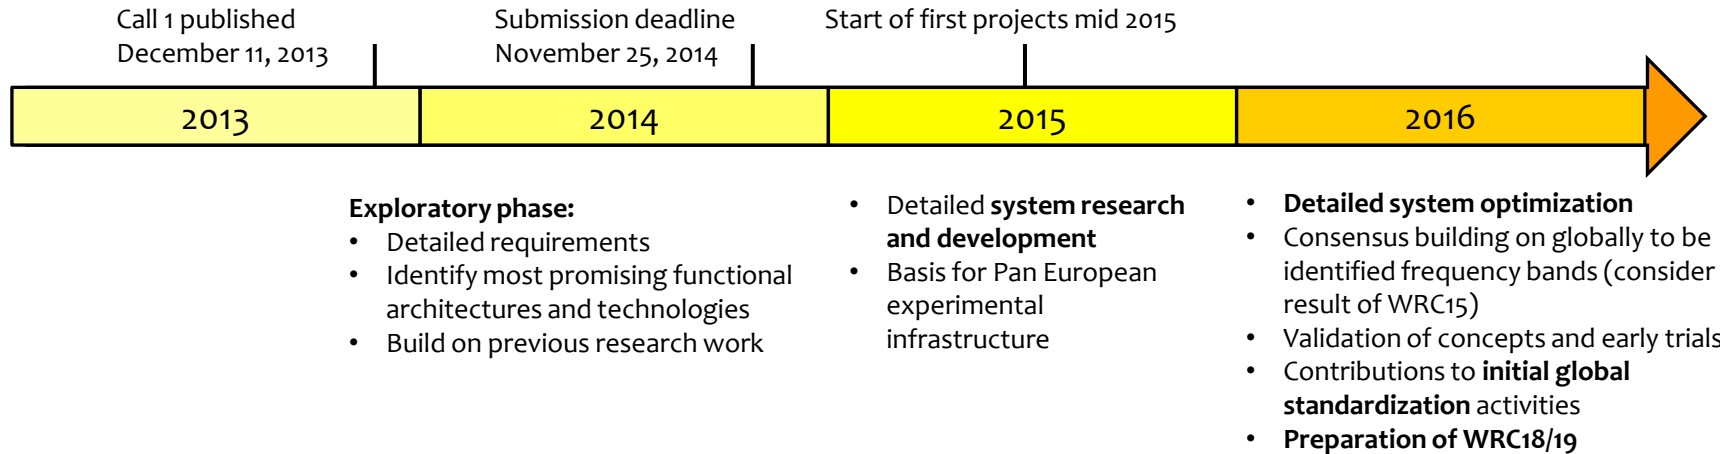 Call 1 published
December 11, 2013
Submission deadline
November 25, 2014
Start of first projects mid 2015
2013
2014
2015
2016
Exploratory phase:
• Detailed requirements
• Identify most promising functional
architectures and technologies
• Build on previous research work
• Detailed system research
and development
• Basis for Pan European
experimental
infrastructure
• Detailed system optimization
• Consensus building on globally to be
identified frequency bands (consider
result of WRC15)
• Validation of concepts and early trials
• Contributions to initial global
standardization activities
• Preparation of WRC18/19